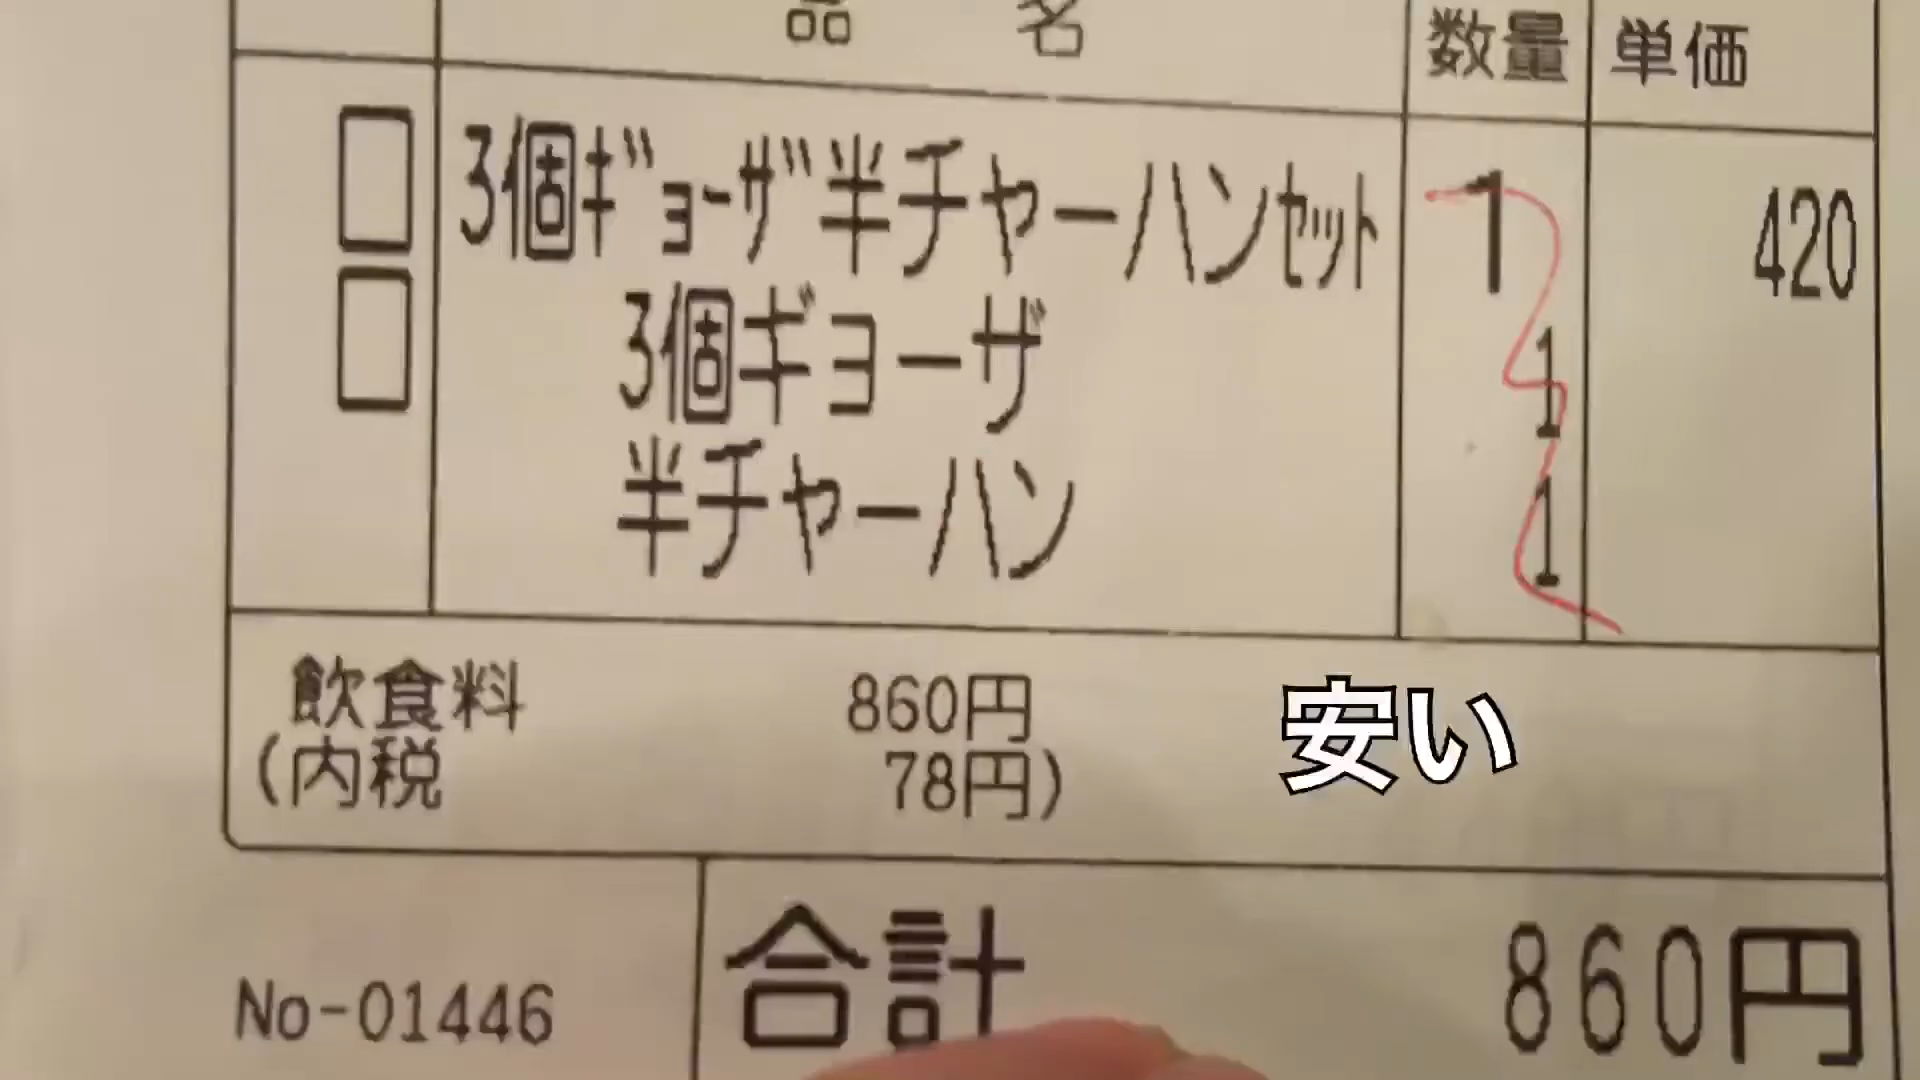 品 名 数量 単価
3個ギョーザ半チャーハンセット 1 420
3個ギョーザ 1
半チャーハン 1
飲食料 860円
(内税 78円)
安い
No-01446 合計 860円